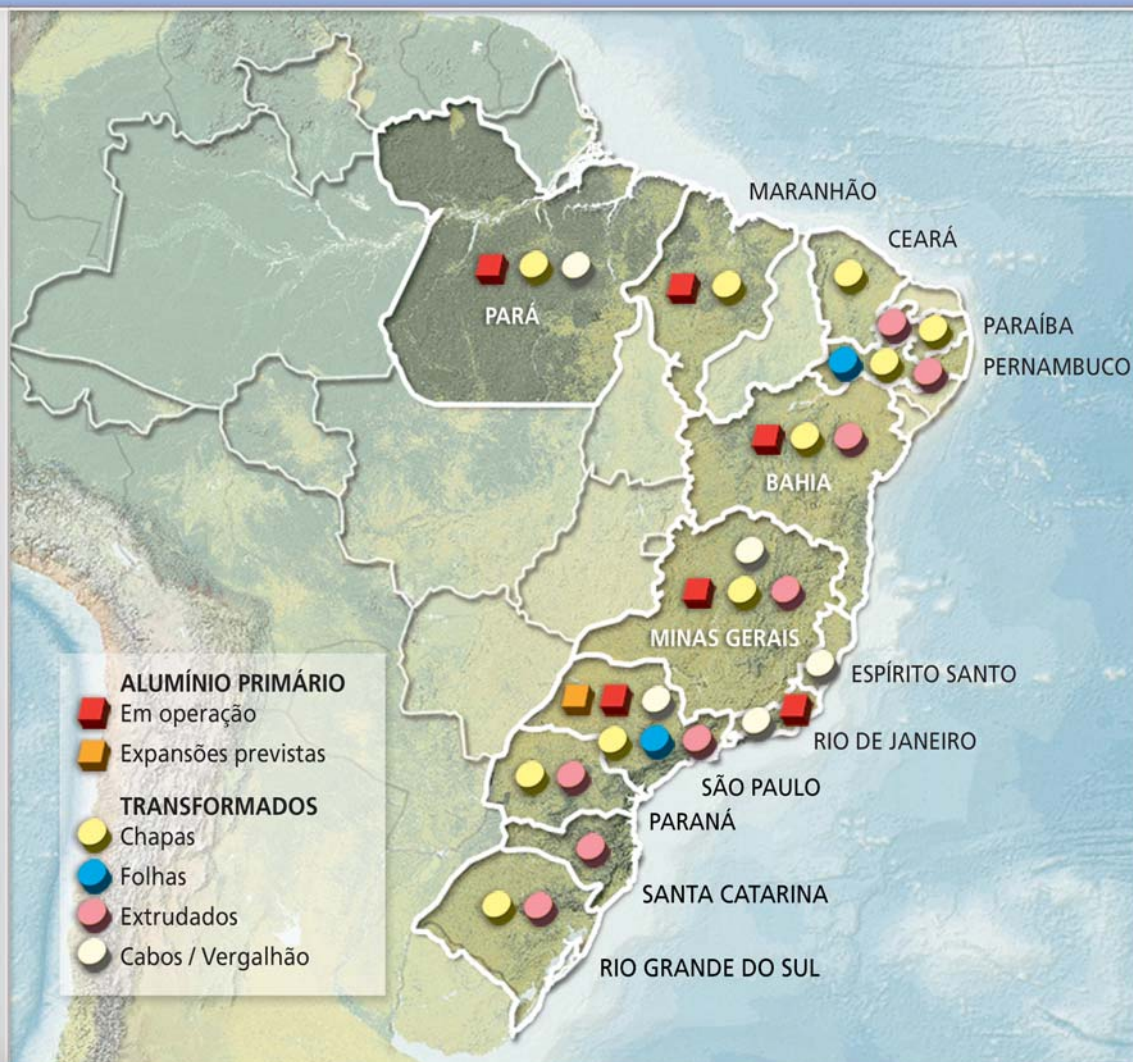 MARANHÃO
CEARÁ
PARÁ
PARAÍBA
PERNAMBUCO
BAHIA
MINAS GERAIS
ESPÍRITO SANTO
RIO DE JANEIRO
SÃO PAULO
PARANÁ
SANTA CATARINA
RIO GRANDE DO SUL
ALUMÍNIO PRIMÁRIO
Em operação
Expansões previstas
TRANSFORMADOS
Chapas
Folhas
Extrudados
Cabos / Vergalhão